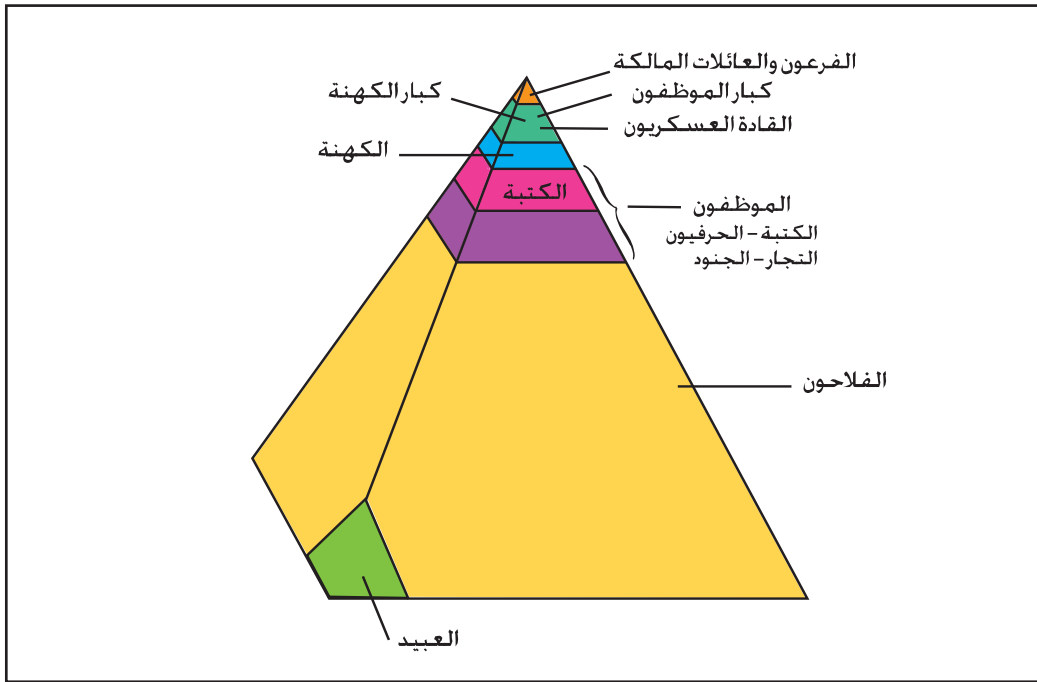 الفرعون والعائلات المالكة
كبار الموظفون
كبار الكهنة
القادة العسكريون
الكهنة
الكتبة
الموظفون
الكتبة – الحرفيون
التجار – الجنود
الفلاحون
العبيد